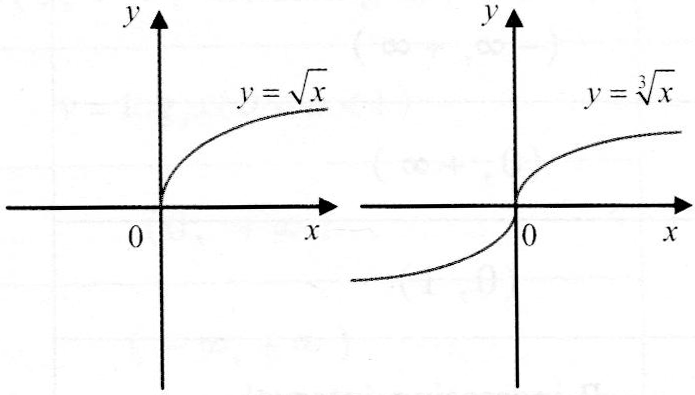 y
y = √x
0
x
y
y = ∛x
0
x